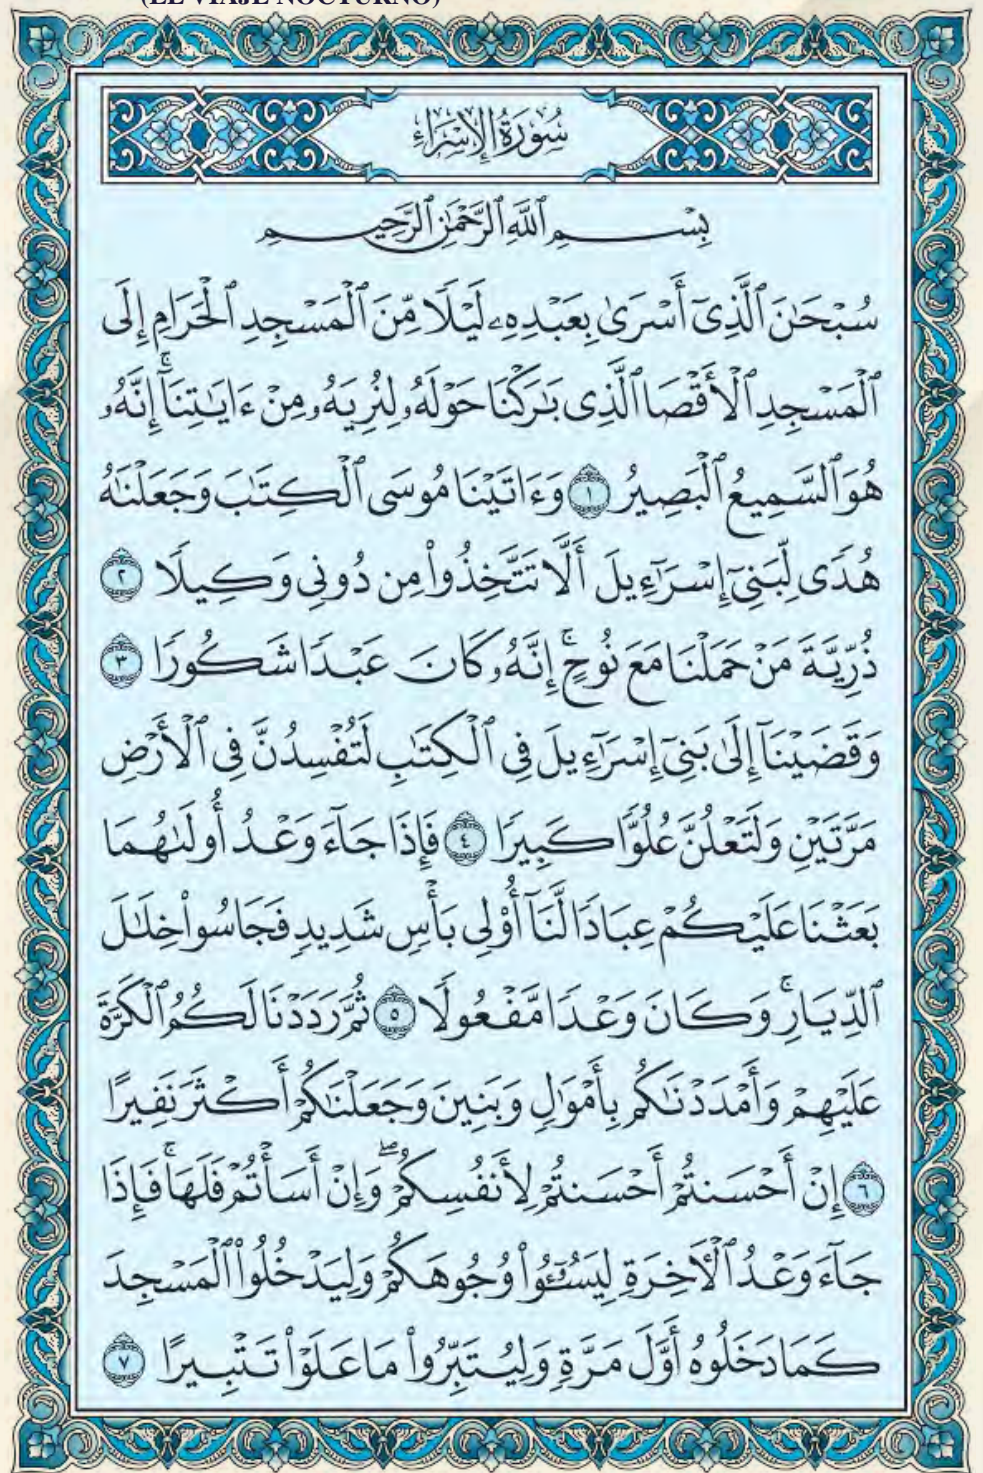 (EL VIAJE NOCTURNO)
سُورَةُ الإِسۡرَاءِ
بِسۡمِ ٱللَّهِ ٱلرَّحۡمَٰنِ ٱلرَّحِيمِ
سُبۡحَٰنَ ٱلَّذِيٓ أَسۡرَىٰ بِعَبۡدِهِۦ لَيۡلٗا مِّنَ ٱلۡمَسۡجِدِ ٱلۡحَرَامِ إِلَى
ٱلۡمَسۡجِدِ ٱلۡأَقۡصَا ٱلَّذِي بَٰرَكۡنَا حَوۡلَهُۥ لِنُرِيَهُۥ مِنۡ ءَايَٰتِنَآۚ إِنَّهُۥ
هُوَ ٱلسَّمِيعُ ٱلۡبَصِيرُ ١ وَءَاتَيۡنَا مُوسَى ٱلۡكِتَٰبَ وَجَعَلۡنَٰهُ
هُدٗى لِّبَنِيٓ إِسۡرَٰٓءِيلَ أَلَّا تَتَّخِذُواْ مِن دُونِي وَكِيلٗا ٢
ذُرِّيَّةَ مَنۡ حَمَلۡنَا مَعَ نُوحٍۚ إِنَّهُۥ كَانَ عَبۡدٗا شَكُورٗا ٣
وَقَضَيۡنَآ إِلَىٰ بَنِيٓ إِسۡرَٰٓءِيلَ فِي ٱلۡكِتَٰبِ لَتُفۡسِدُنَّ فِي ٱلۡأَرۡضِ
مَرَّتَيۡنِ وَلَتَعۡلُنَّ عُلُوّٗا كَبِيرٗا ٤ فَإِذَا جَآءَ وَعۡدُ أُولَىٰهُمَا
بَعَثۡنَا عَلَيۡكُمۡ عِبَادٗا لَّنَآ أُوْلِي بَأۡسٖ شَدِيدٖ فَجَاسُواْ خِلَٰلَ
ٱلدِّيَارِۚ وَكَانَ وَعۡدٗا مَّفۡعُولٗا ٥ ثُمَّ رَدَدۡنَا لَكُمُ ٱلۡكَرَّةَ
عَلَيۡهِمۡ وَأَمۡدَدۡنَٰكُم بِأَمۡوَٰلٖ وَبَنِينَ وَجَعَلۡنَٰكُمۡ أَكۡثَرَ نَفِيرًا
٦ إِنۡ أَحۡسَنتُمۡ أَحۡسَنتُمۡ لِأَنفُسِكُمۡۖ وَإِنۡ أَسَأۡتُمۡ فَلَهَاۚ فَإِذَا
جَآءَ وَعۡدُ ٱلۡأٓخِرَةِ لِيَسُـُٔواْ وُجُوهَكُمۡ وَلِيَدۡخُلُواْ ٱلۡمَسۡجِدَ
كَمَا دَخَلُوهُ أَوَّلَ مَرَّةٖ وَلِيُتَبِّرُواْ مَا عَلَوۡاْ تَتۡبِيرًا ٧